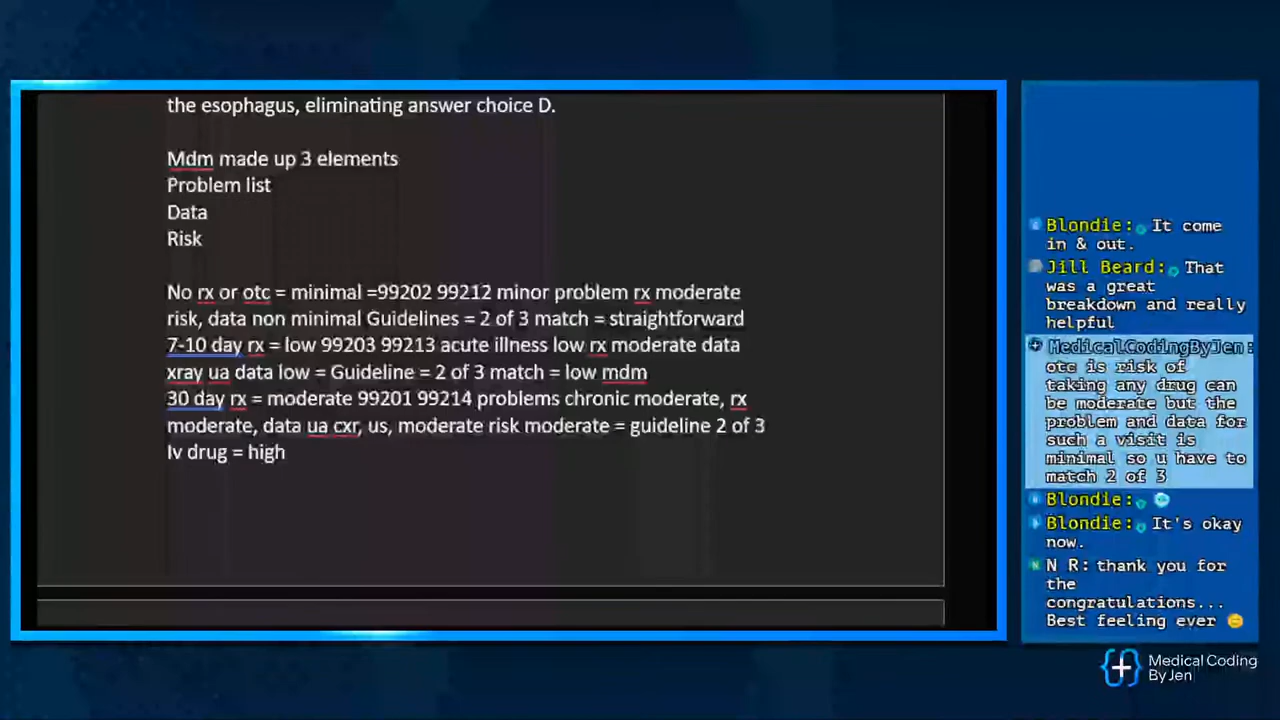 the esophagus, eliminating answer choice D.
Mdm made up 3 elements
Problem list
Data
Risk
No rx or otc = minimal =99202 99212 minor problem rx moderate
risk, data non minimal Guidelines = 2 of 3 match = straightforward
7-10 day rx = low 99203 99213 acute illness low rx moderate data
xray ua data low = Guideline = 2 of 3 match = low mdm
30 day rx = moderate 99201 99214 problems chronic moderate, rx
moderate, data ua cxr, us, moderate risk moderate = guideline 2 of 3
Iv drug = high
Blondie: It come
in & out.
Jill Beard: That
was a great
breakdown and really
helpful
MedicalCodingByJen:
otc is risk of
taking any drug can
be moderate but the
problem and data for
such a visit is
minimal so u have to
match 2 of 3
Blondie:
Blondie: It's okay
now.
N R: thank you for
the
congratulations...
Best feeling ever 😊
Medical Coding
By Jen